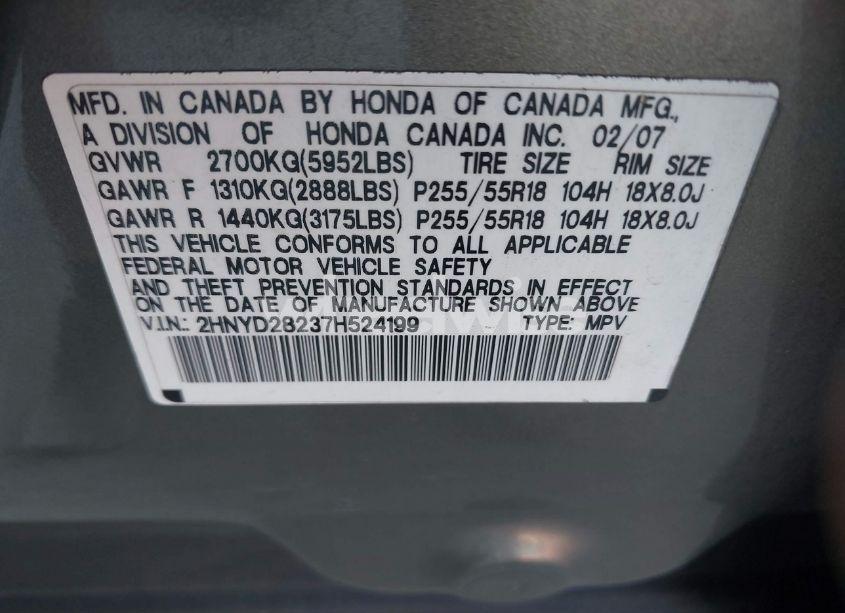 MFD. IN CANADA BY HONDA OF CANADA MFG.,
A DIVISION OF HONDA CANADA INC. 02/07
GVWR 2700KG(5952LBS) TIRE SIZE RIM SIZE
GAWR F 1310KG(2888LBS) P255/55R18 104H 18X8.0J
GAWR R 1440KG(3175LBS) P255/55R18 104H 18X8.0J
THIS VEHICLE CONFORMS TO ALL APPLICABLE
FEDERAL MOTOR VEHICLE SAFETY
AND THEFT PREVENTION STANDARDS IN EFFECT
ON THE DATE OF MANUFACTURE SHOWN ABOVE
V.I.N.: 2HNYD28237H524199 TYPE: MPV